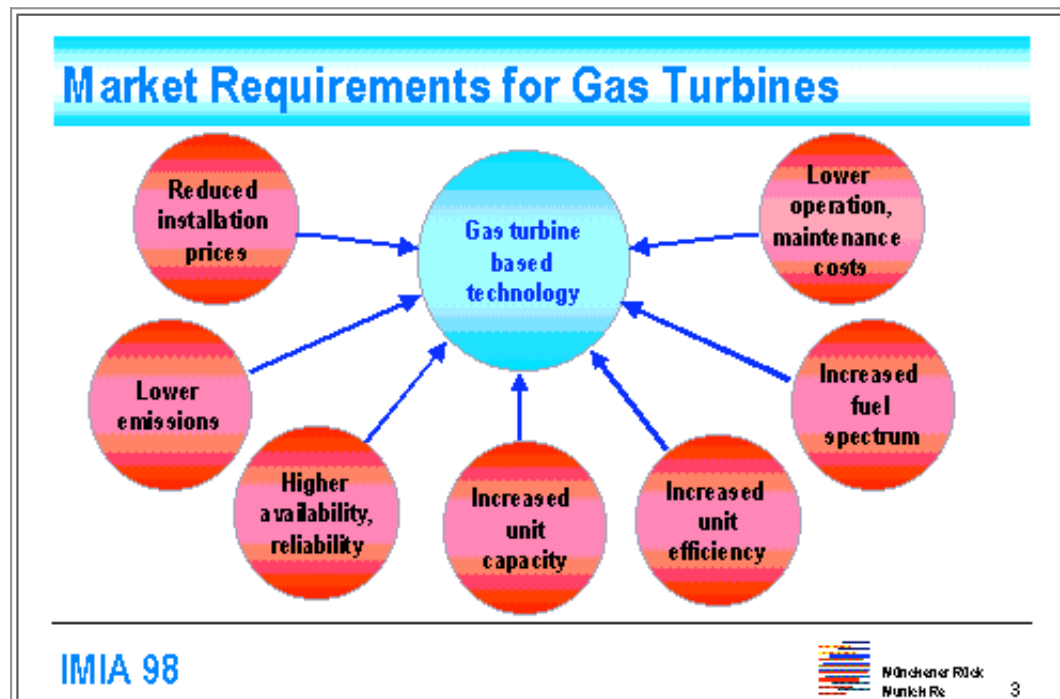 Market Requirements for Gas Turbines
Reduced
installation
prices
Gas turbine
based
technology
Lower
operation,
maintenance
costs
Lower
emissions
Increased
fuel
spectrum
Higher
availability,
reliability
Increased
unit
capacity
Increased
unit
efficiency
IMIA 98
Münchener Rück
Munich Re
3